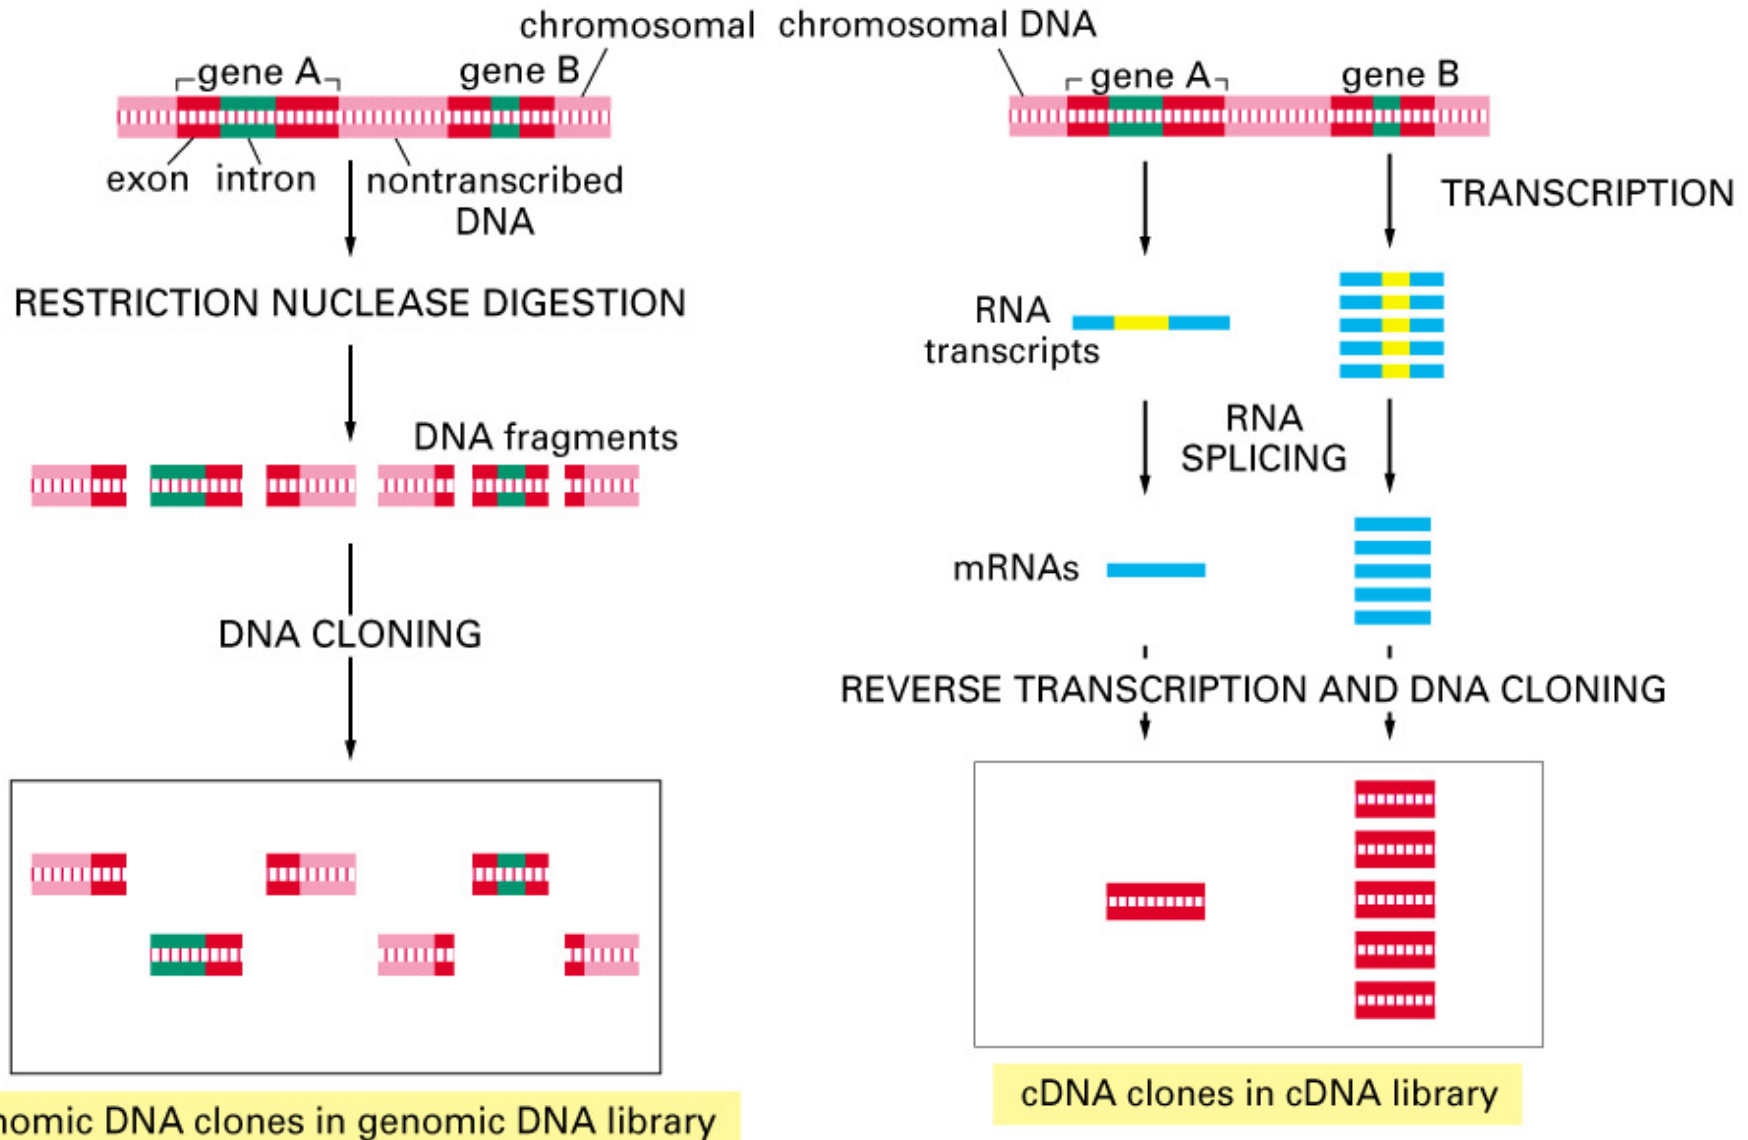 chromosomal
gene A
gene B
exon
intron
nontranscribed
DNA
RESTRICTION NUCLEASE DIGESTION
DNA fragments
DNA CLONING
DNA clones in genomic DNA library
chromosomal DNA
gene A
gene B
TRANSCRIPTION
RNA
transcripts
RNA
SPLICING
mRNAs
REVERSE TRANSCRIPTION AND DNA CLONING
cDNA clones in cDNA library